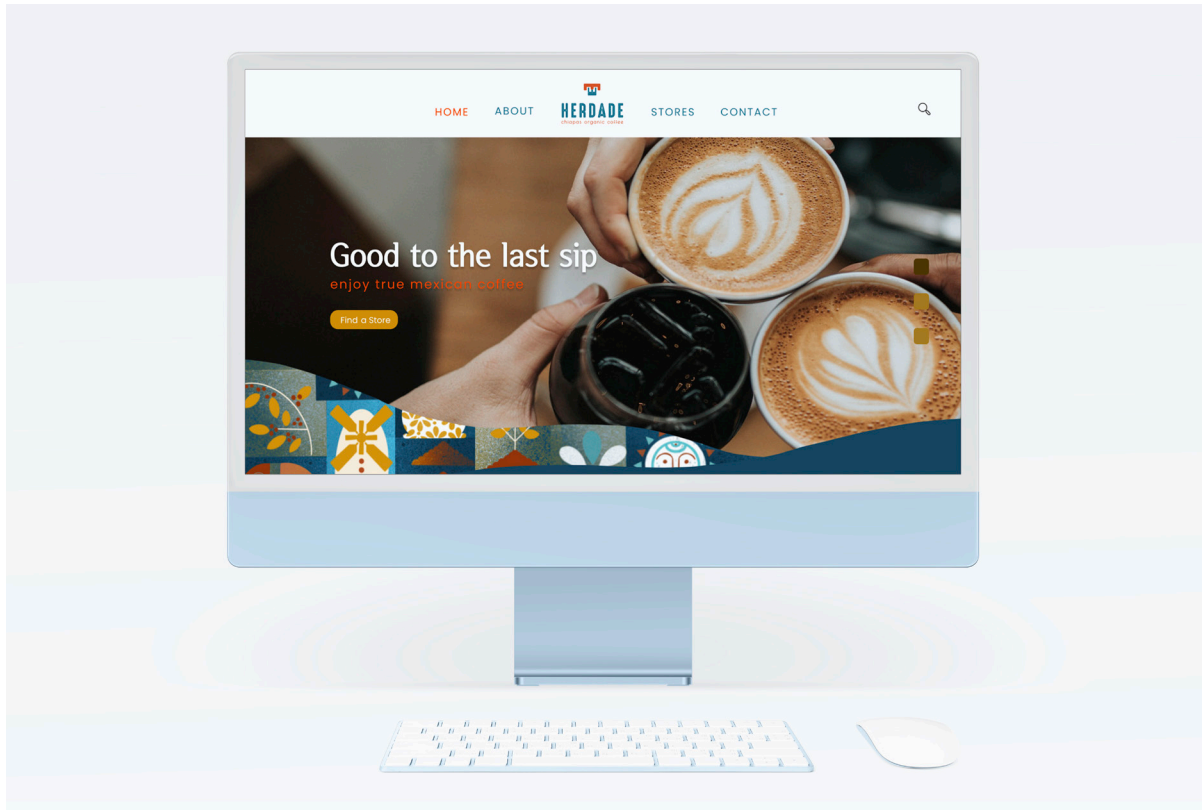 HOME
ABOUT
HERDADE
chiapas organic coffee
STORES
CONTACT
Good to the last sip
enjoy true mexican coffee
Find a Store